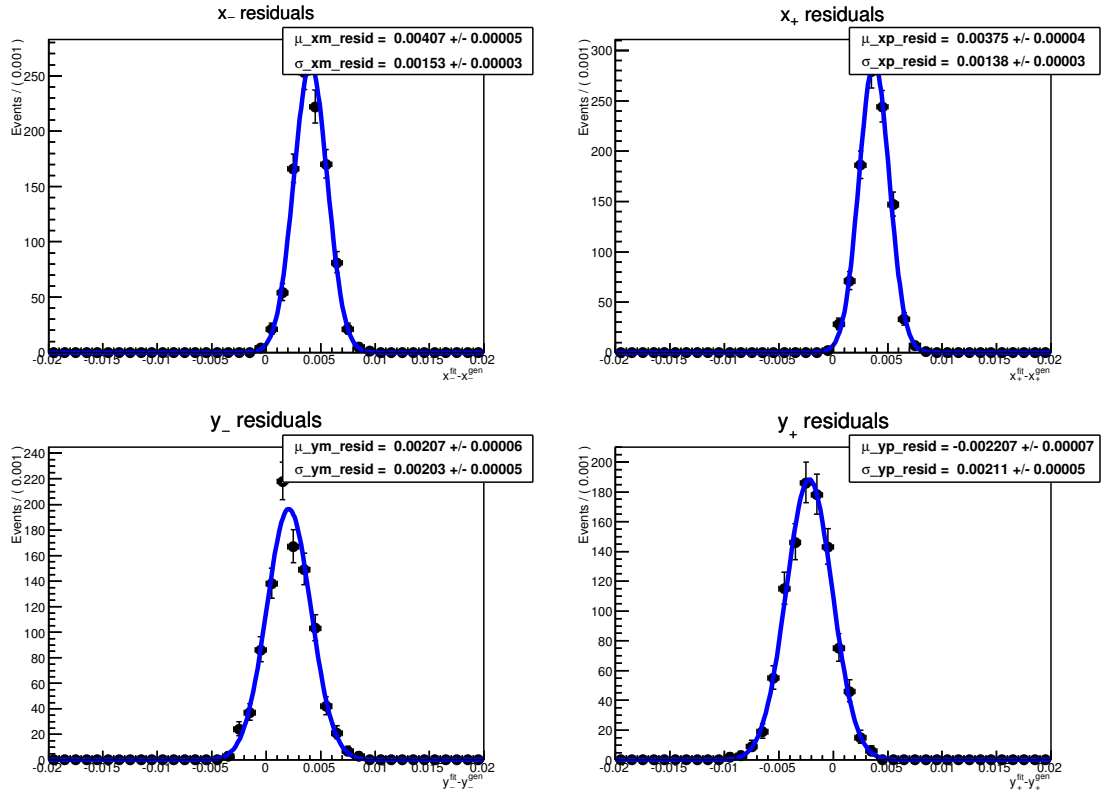 x₋ residuals
μ_xm_resid = 0.00407 +/- 0.00005
σ_xm_resid = 0.00153 +/- 0.00003
Events / ( 0.001 )
250
200
150
100
50
0
-0.02 -0.015 -0.01 -0.005 0 0.005 0.01 0.015 0.02
x₋^fit-x₋^gen
x₊ residuals
μ_xp_resid = 0.00375 +/- 0.00004
σ_xp_resid = 0.00138 +/- 0.00003
Events / ( 0.001 )
300
250
200
150
100
50
0
-0.02 -0.015 -0.01 -0.005 0 0.005 0.01 0.015 0.02
x₊^fit-x₊^gen
y₋ residuals
μ_ym_resid = 0.00207 +/- 0.00006
σ_ym_resid = 0.00203 +/- 0.00005
Events / ( 0.001 )
240
220
200
180
160
140
120
100
80
60
40
20
0
-0.02 -0.015 -0.01 -0.005 0 0.005 0.01 0.015 0.02
y₋^fit-y₋^gen
y₊ residuals
μ_yp_resid = -0.002207 +/- 0.00007
σ_yp_resid = 0.00211 +/- 0.00005
Events / ( 0.001 )
200
180
160
140
120
100
80
60
40
20
0
-0.02 -0.015 -0.01 -0.005 0 0.005 0.01 0.015 0.02
y₊^fit-y₊^gen